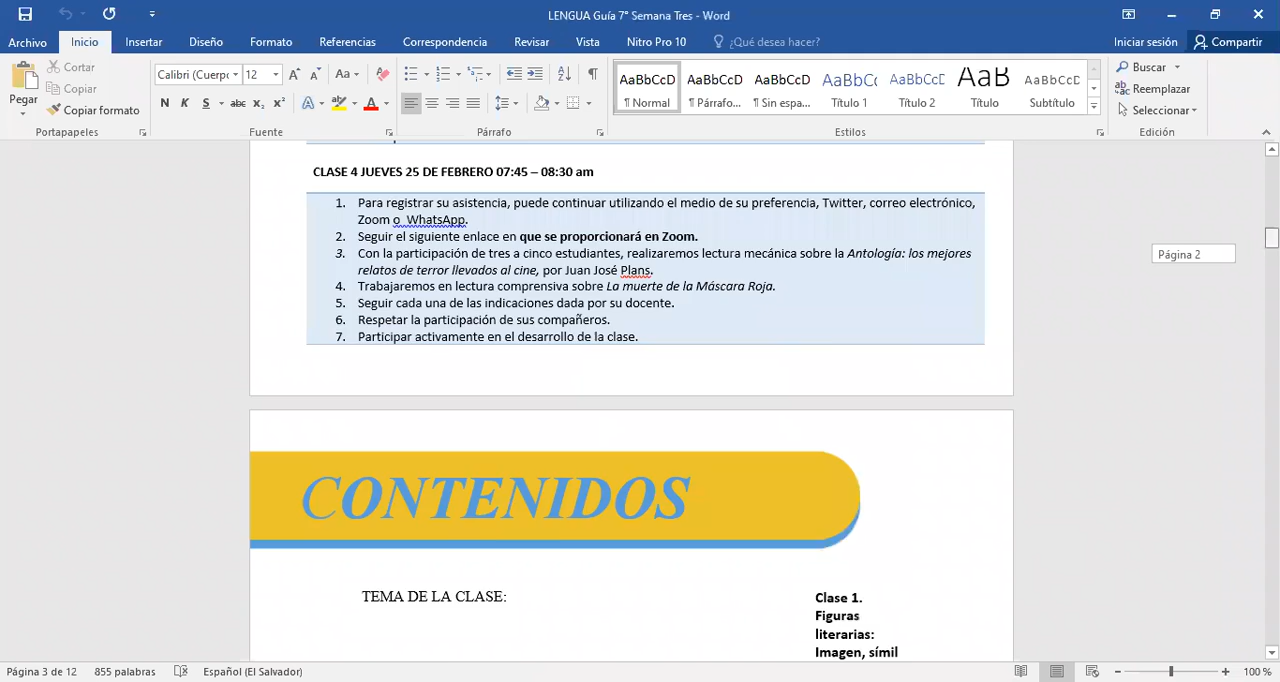 LENGUA Guía 7° Semana Tres - Word
Archivo Inicio Insertar Diseño Formato Referencias Correspondencia Revisar Vista Nitro Pro 10 ¿Qué desea hacer? Iniciar sesión Compartir
Pegar
Cortar
Copiar
Copiar formato
Portapapeles
Calibri (Cuerpo 12
N K S abc x₂ x²
Fuente
Párrafo
AaBbCcD AaBbCcD AaBbCcD AaBbCc AaBbCcD AaB AaBbCcD
¶ Normal ¶ Párrafo... ¶ Sin espa... Título 1 Título 2 Título Subtítulo
Estilos
Buscar
Reemplazar
Seleccionar
Edición
CLASE 4 JUEVES 25 DE FEBRERO 07:45 – 08:30 am
1. Para registrar su asistencia, puede continuar utilizando el medio de su preferencia, Twitter, correo electrónico,
Zoom o WhatsApp.
2. Seguir el siguiente enlace en que se proporcionará en Zoom.
3. Con la participación de tres a cinco estudiantes, realizaremos lectura mecánica sobre la Antología: los mejores
relatos de terror llevados al cine, por Juan José Plans.
4. Trabajaremos en lectura comprensiva sobre La muerte de la Máscara Roja.
5. Seguir cada una de las indicaciones dada por su docente.
6. Respetar la participación de sus compañeros.
7. Participar activamente en el desarrollo de la clase.
Página 2
CONTENIDOS
TEMA DE LA CLASE:
Clase 1.
Figuras
literarias:
Imagen, símil
Página 3 de 12 855 palabras Español (El Salvador) 100 %